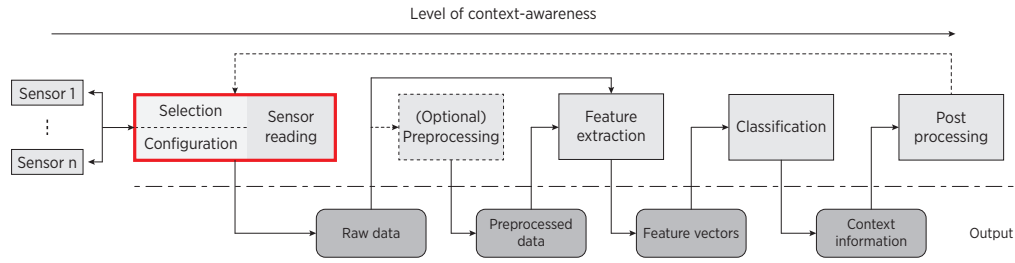 Level of context-awareness
Sensor 1
⋮
Sensor n
Selection
Configuration
Sensor
reading
(Optional)
Preprocessing
Feature
extraction
Classification
Post
processing
Raw data
Preprocessed
data
Feature vectors
Context
information
Output